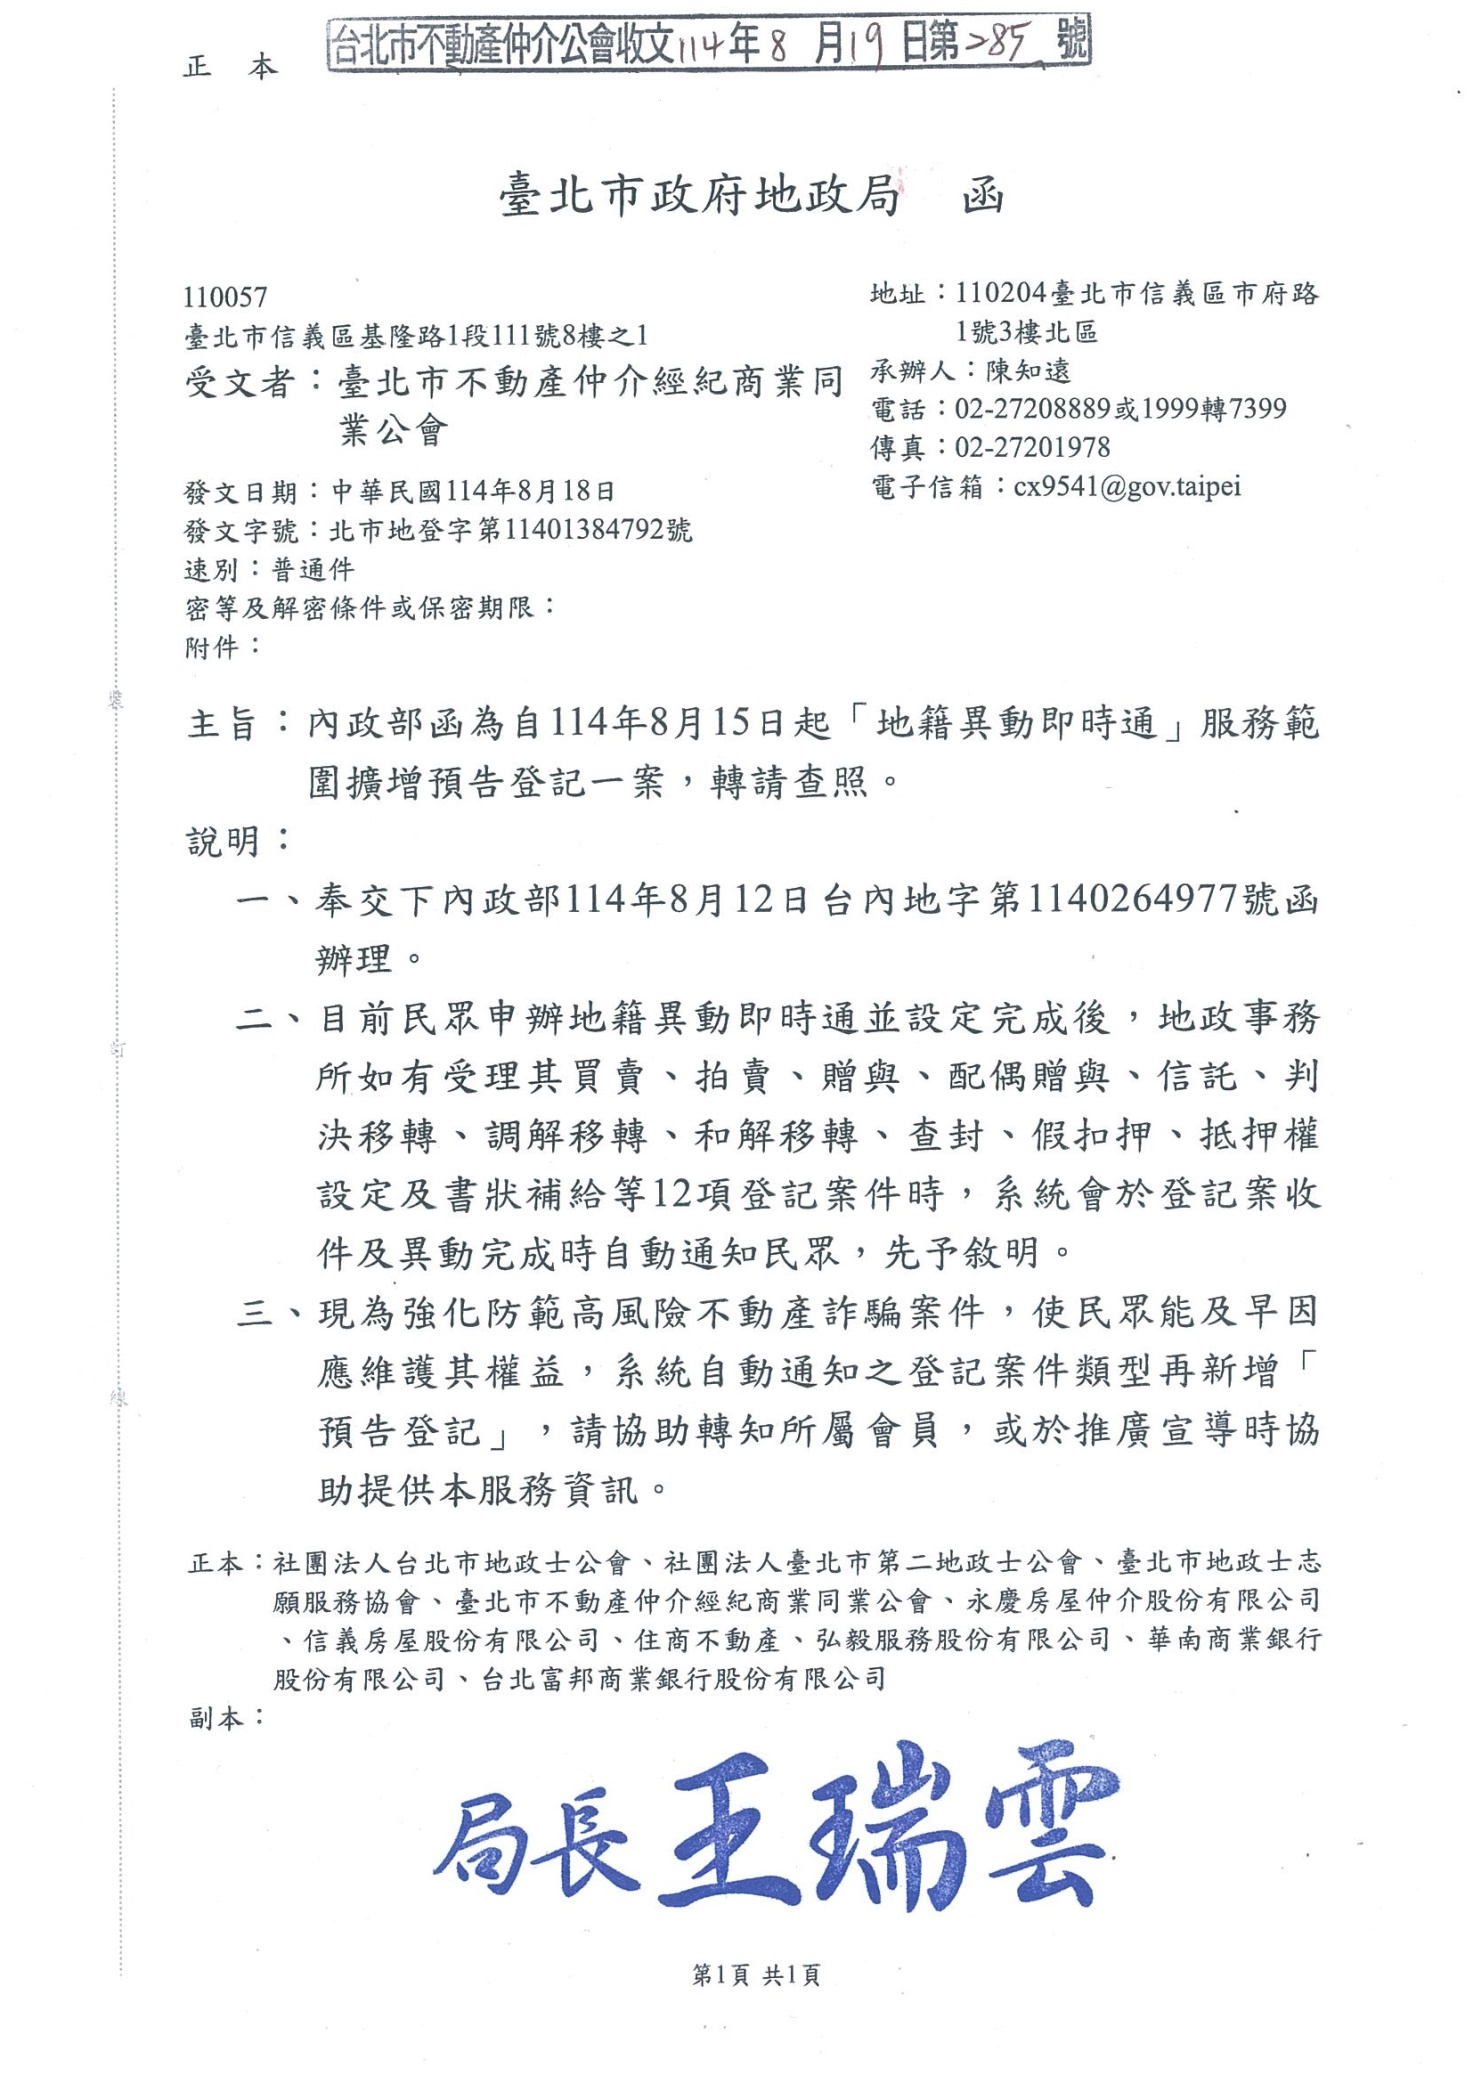 正 本
台北市不動產仲介公會收文114年8月19日第285號
臺北市政府地政局 函
110057
臺北市信義區基隆路1段111號8樓之1
受文者：臺北市不動產仲介經紀商業同
業公會
地址：110204臺北市信義區市府路
1號3樓北區
承辦人：陳知遠
電話：02-27208889或1999轉7399
傳真：02-27201978
電子信箱：cx9541@gov.taipei
發文日期：中華民國114年8月18日
發文字號：北市地登字第11401384792號
速別：普通件
密等及解密條件或保密期限：
附件：
主旨：內政部函為自114年8月15日起「地籍異動即時通」服務範
圍擴增預告登記一案，轉請查照。
說明：
一、奉交下內政部114年8月12日台內地字第1140264977號函
辦理。
二、目前民眾申辦地籍異動即時通並設定完成後，地政事務
所如有受理其買賣、拍賣、贈與、配偶贈與、信託、判
決移轉、調解移轉、和解移轉、查封、假扣押、抵押權
設定及書狀補給等12項登記案件時，系統會於登記案收
件及異動完成時自動通知民眾，先予敘明。
三、現為強化防範高風險不動產詐騙案件，使民眾能及早因
應維護其權益，系統自動通知之登記案件類型再新增「
預告登記」，請協助轉知所屬會員，或於推廣宣導時協
助提供本服務資訊。
正本：社團法人台北市地政士公會、社團法人臺北市第二地政士公會、臺北市地政士志
願服務協會、臺北市不動產仲介經紀商業同業公會、永慶房屋仲介股份有限公司
、信義房屋股份有限公司、住商不動產、弘毅服務股份有限公司、華南商業銀行
股份有限公司、台北富邦商業銀行股份有限公司
副本：
局長王瑞雲
第1頁 共1頁
裝
訂
線